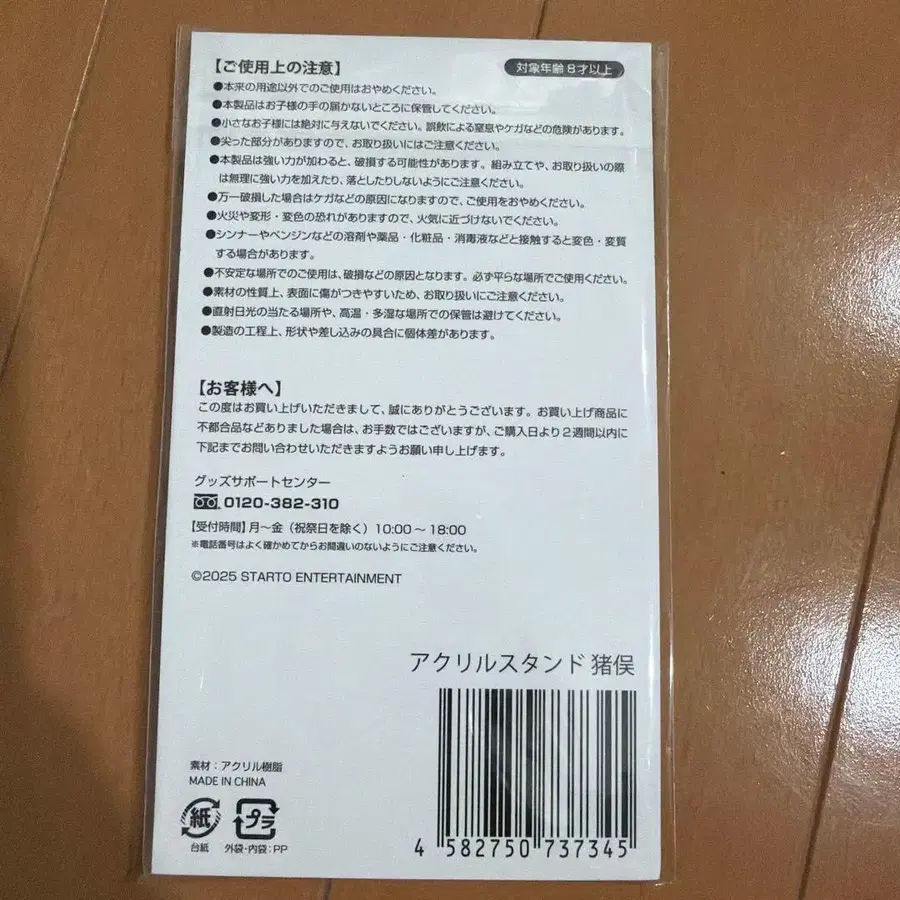 【ご使用上の注意】
対象年齢8才以上
●本来の用途以外でのご使用はおやめください。
●本製品はお子様の手の届かないところに保管してください。
●小さなお子様には絶対に与えないでください。誤飲による窒息やケガなどの危険があります。
●尖った部分がありますので、お取り扱いにはご注意ください。
●本製品は強い力が加わると、破損する可能性があります。組み立てや、お取り扱いの際
は無理に強い力を加えたり、落としたりしないようにご注意ください。
●万一破損した場合はケガなどの原因になりますので、ご使用をおやめください。
●火災や変形・変色の恐れがありますので、火気に近づけないでください。
●シンナーやベンジンなどの溶剤や薬品・化粧品・消毒液などと接触すると変色・変質
する場合があります。
●不安定な場所でのご使用は、破損などの原因となります。必ず平らな場所でご使用ください。
●素材の性質上、表面に傷がつきやすいため、お取り扱いにご注意ください。
●直射日光の当たる場所や、高温・多湿な場所での保管は避けてください。
●製造の工程上、形状や差し込みの具合に個体差があります。
【お客様へ】
この度はお買い上げいただきまして、誠にありがとうございます。お買い上げ商品に
不都合品などありました場合は、お手数ではございますが、ご購入日より2週間以内に
下記までお問い合わせいただきますようお願い申し上げます。
グッズサポートセンター
0120-382-310
【受付時間】月～金（祝祭日を除く）10:00～18:00
※電話番号はよく確かめてからお間違いのないようにご注意ください。
©2025 STARTO ENTERTAINMENT
アクリルスタンド 猪俣
素材：アクリル樹脂
MADE IN CHINA
紙
プラ
台紙
外袋・内袋：PP
4 582750 737345